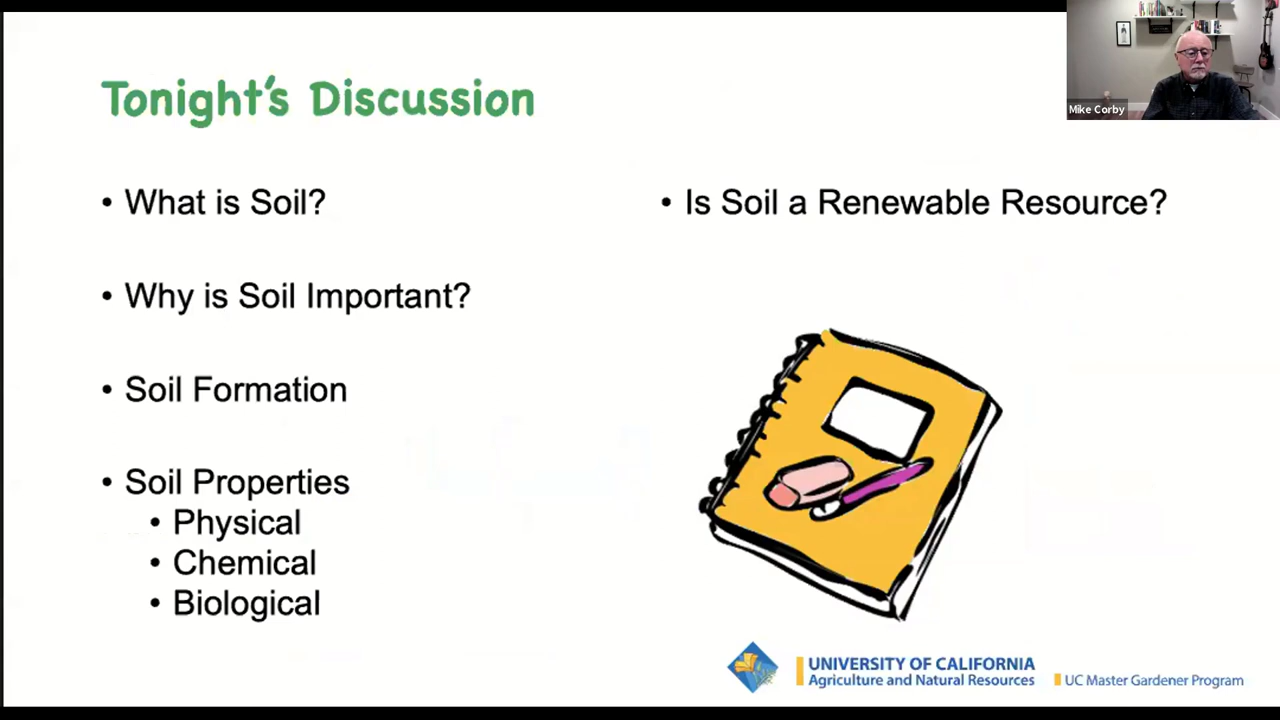 Tonight's Discussion
• What is Soil?
• Why is Soil Important?
• Soil Formation
• Soil Properties
• Physical
• Chemical
• Biological
• Is Soil a Renewable Resource?
Mike Corby
UNIVERSITY OF CALIFORNIA
Agriculture and Natural Resources
UC Master Gardener Program